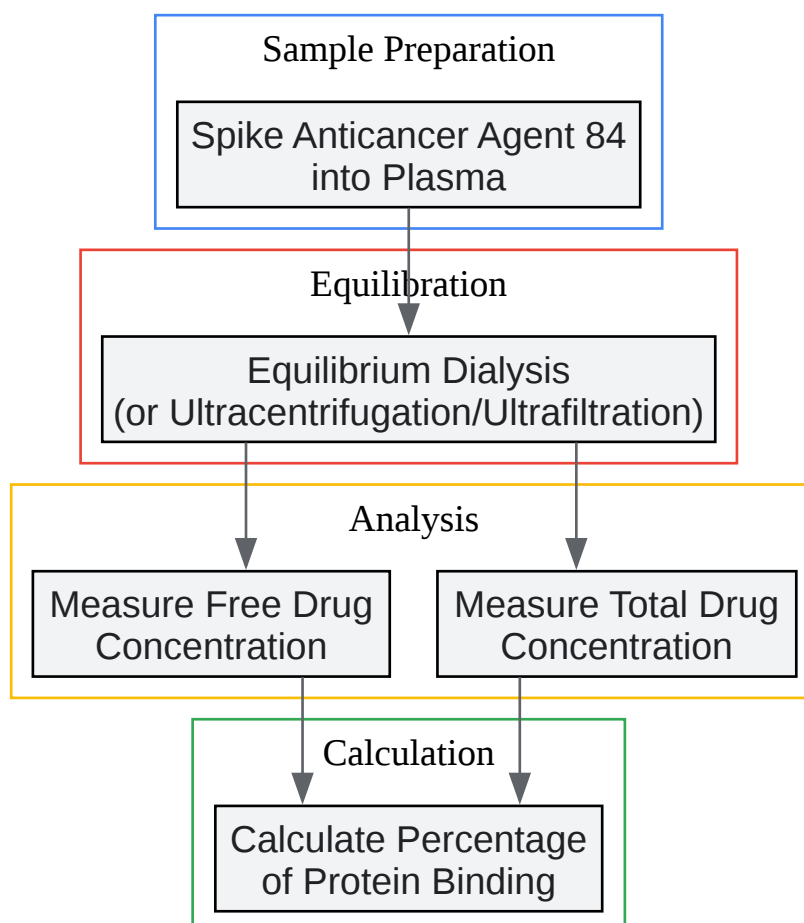 Sample Preparation
Spike Anticancer Agent 84
into Plasma
Equilibration
Equilibrium Dialysis
(or Ultracentrifugation/Ultrafiltration)
Analysis
Measure Free Drug
Concentration
Measure Total Drug
Concentration
Calculation
Calculate Percentage
of Protein Binding